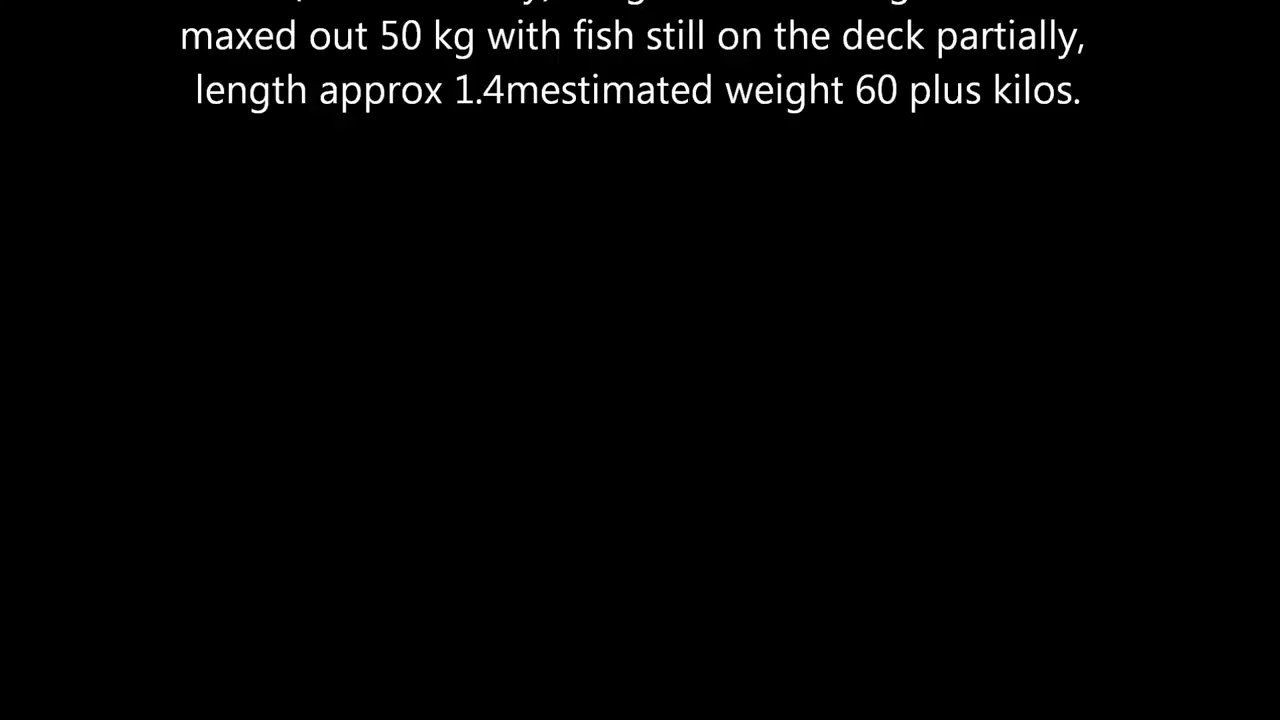 maxed out 50 kg with fish still on the deck partially,
length approx 1.4mestimated weight 60 plus kilos.